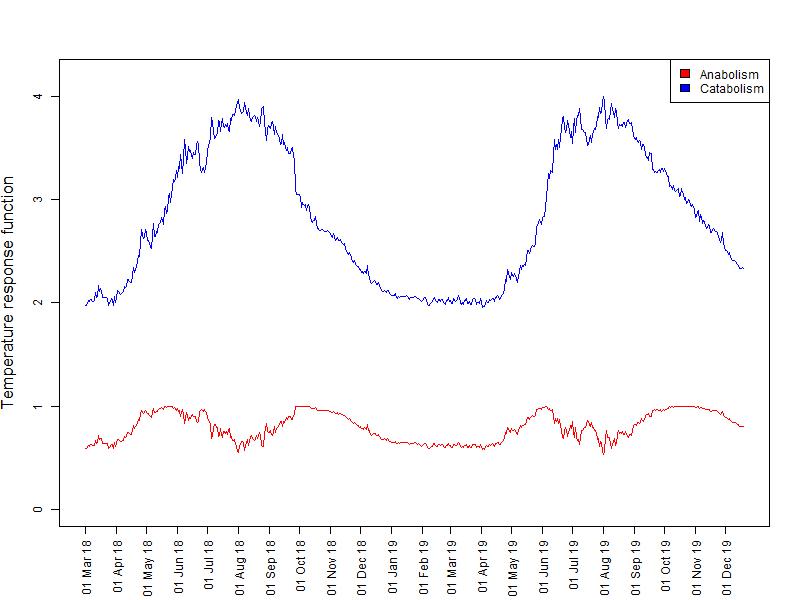 Anabolism
Catabolism
Temperature response function
4
3
2
1
0
01 Mar 18
01 Apr 18
01 May 18
01 Jun 18
01 Jul 18
01 Aug 18
01 Sep 18
01 Oct 18
01 Nov 18
01 Dec 18
01 Jan 19
01 Feb 19
01 Mar 19
01 Apr 19
01 May 19
01 Jun 19
01 Jul 19
01 Aug 19
01 Sep 19
01 Oct 19
01 Nov 19
01 Dec 19